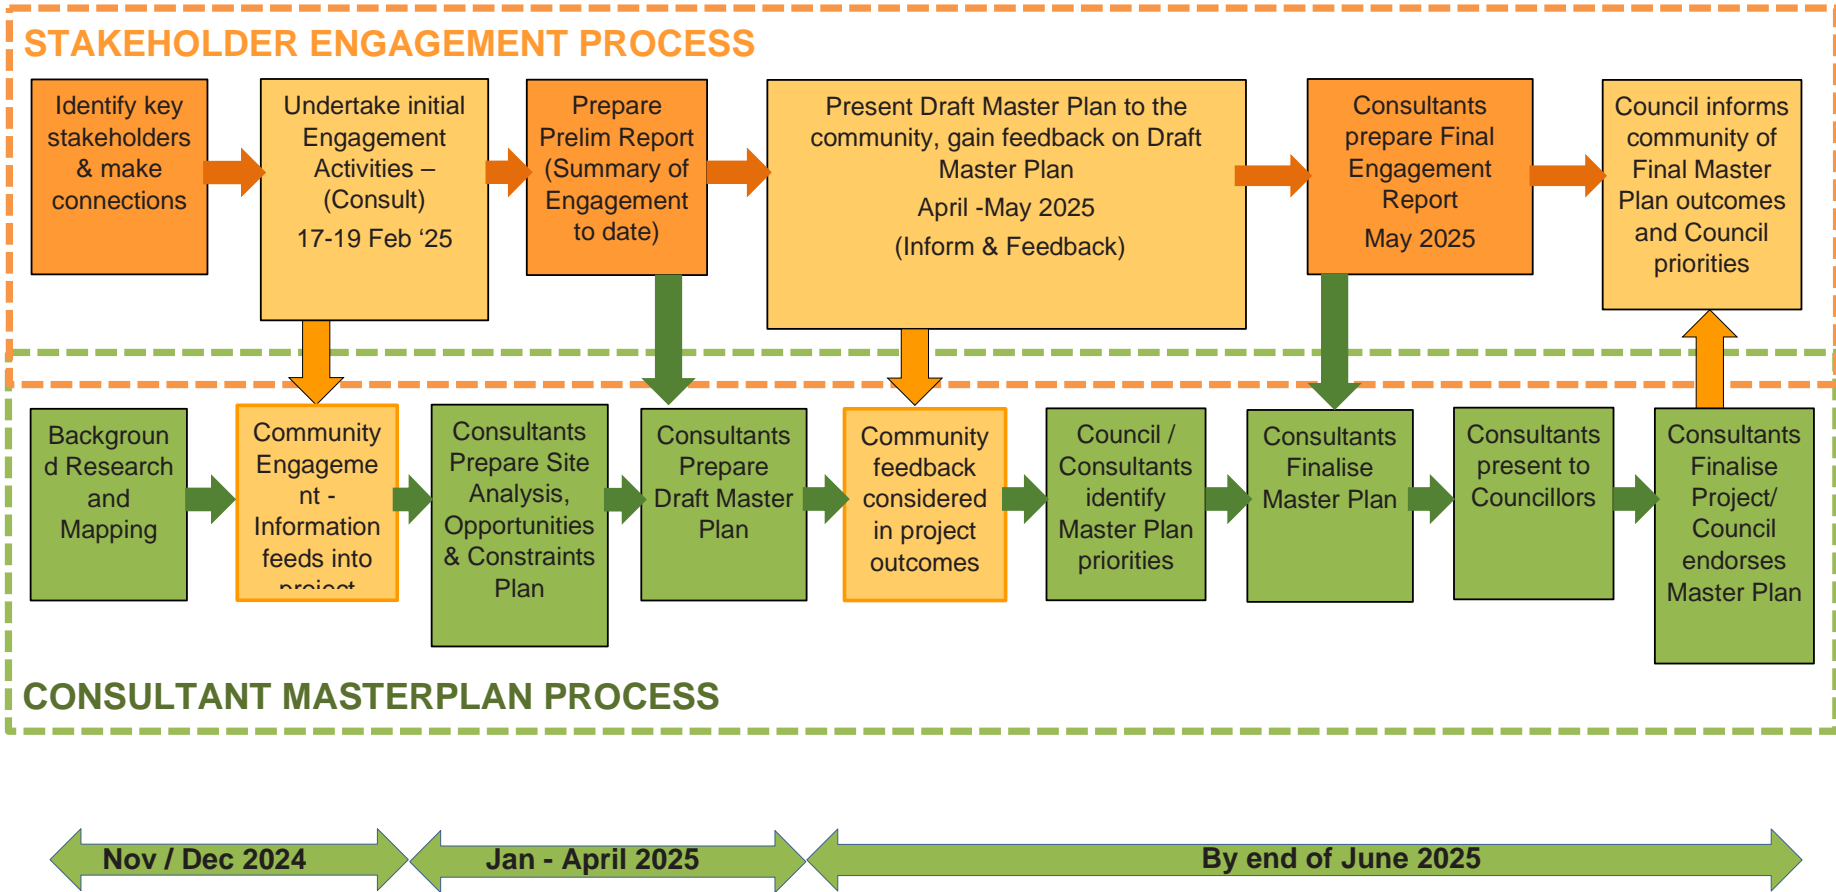 STAKEHOLDER ENGAGEMENT PROCESS
Identify key
stakeholders
& make
connections
Undertake initial
Engagement
Activities –
(Consult)
17-19 Feb ‘25
Prepare
Prelim Report
(Summary of
Engagement
to date)
Present Draft Master Plan to the
community, gain feedback on Draft
Master Plan
April -May 2025
(Inform & Feedback)
Consultants
prepare Final
Engagement
Report
May 2025
Council informs
community of
Final Master
Plan outcomes
and Council
priorities
Backgroun
d Research
and
Mapping
Community
Engageme
nt -
Information
feeds into
project
Consultants
Prepare Site
Analysis,
Opportunities
& Constraints
Plan
Consultants
Prepare
Draft Master
Plan
Community
feedback
considered
in project
outcomes
Council /
Consultants
identify
Master Plan
priorities
Consultants
Finalise
Master Plan
Consultants
present to
Councillors
Consultants
Finalise
Project/
Council
endorses
Master Plan
CONSULTANT MASTERPLAN PROCESS
Nov / Dec 2024
Jan - April 2025
By end of June 2025